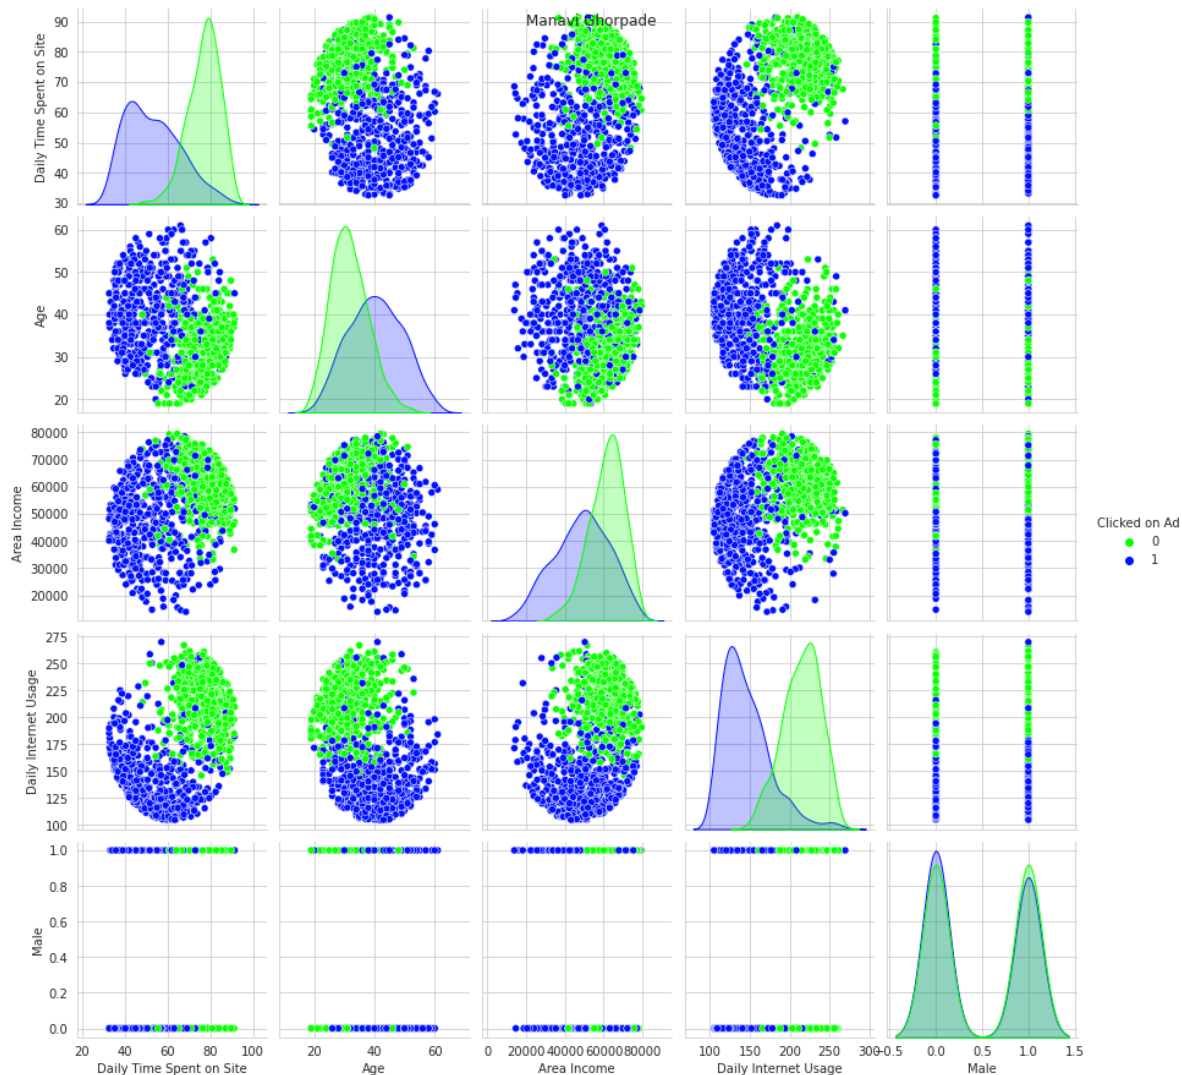 Manavi Ghorpade
90
80
70
60
50
40
30
Daily Time Spent on Site
60
50
40
30
20
Age
80000
70000
60000
50000
40000
30000
20000
Area Income
Clicked on Ad
0
1
275
250
225
200
175
150
125
100
Daily Internet Usage
1.0
0.8
0.6
0.4
0.2
0.0
Male
20 40 60 80 100
Daily Time Spent on Site
20 40 60
Age
0 20000 40000 60000 80000
Area Income
100 150 200 250 300
Daily Internet Usage
−0.5 0.0 0.5 1.0 1.5
Male